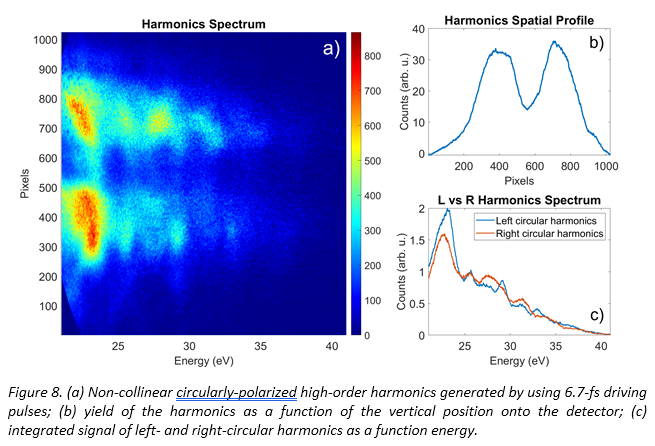 Harmonics Spectrum
a)
Pixels
1000
900
800
700
600
500
400
300
200
100
25
30
35
40
Energy (eV)
800
700
600
500
400
300
200
100
0
Harmonics Spatial Profile
b)
Counts (arb. u.)
40
30
20
10
0
0
200
400
600
800
1000
Pixels
L vs R Harmonics Spectrum
Left circular harmonics
Right circular harmonics
c)
Counts (arb. u.)
2
1.5
1
0.5
0
25
30
35
40
Energy (eV)
Figure 8. (a) Non-collinear circularly-polarized high-order harmonics generated by using 6.7-fs driving
pulses; (b) yield of the harmonics as a function of the vertical position onto the detector; (c)
integrated signal of left- and right-circular harmonics as a function energy.